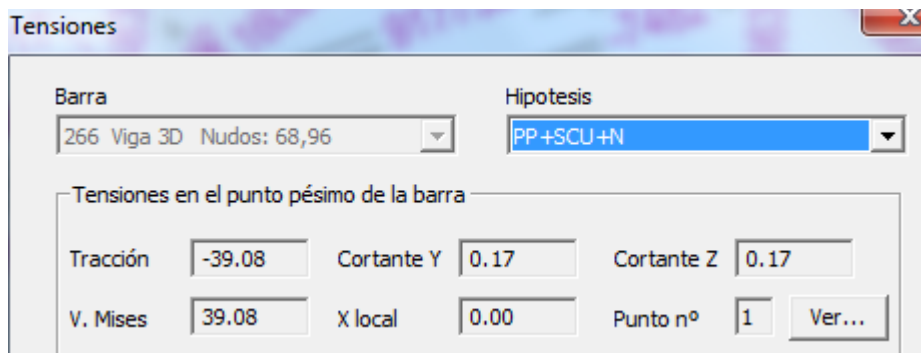 Tensiones
Barra Hipotesis
266 Viga 3D Nudos: 68,96 PP+SCU+N
Tensiones en el punto pésimo de la barra
Tracción -39.08 Cortante Y 0.17 Cortante Z 0.17
V. Mises 39.08 X local 0.00 Punto nº 1 Ver...